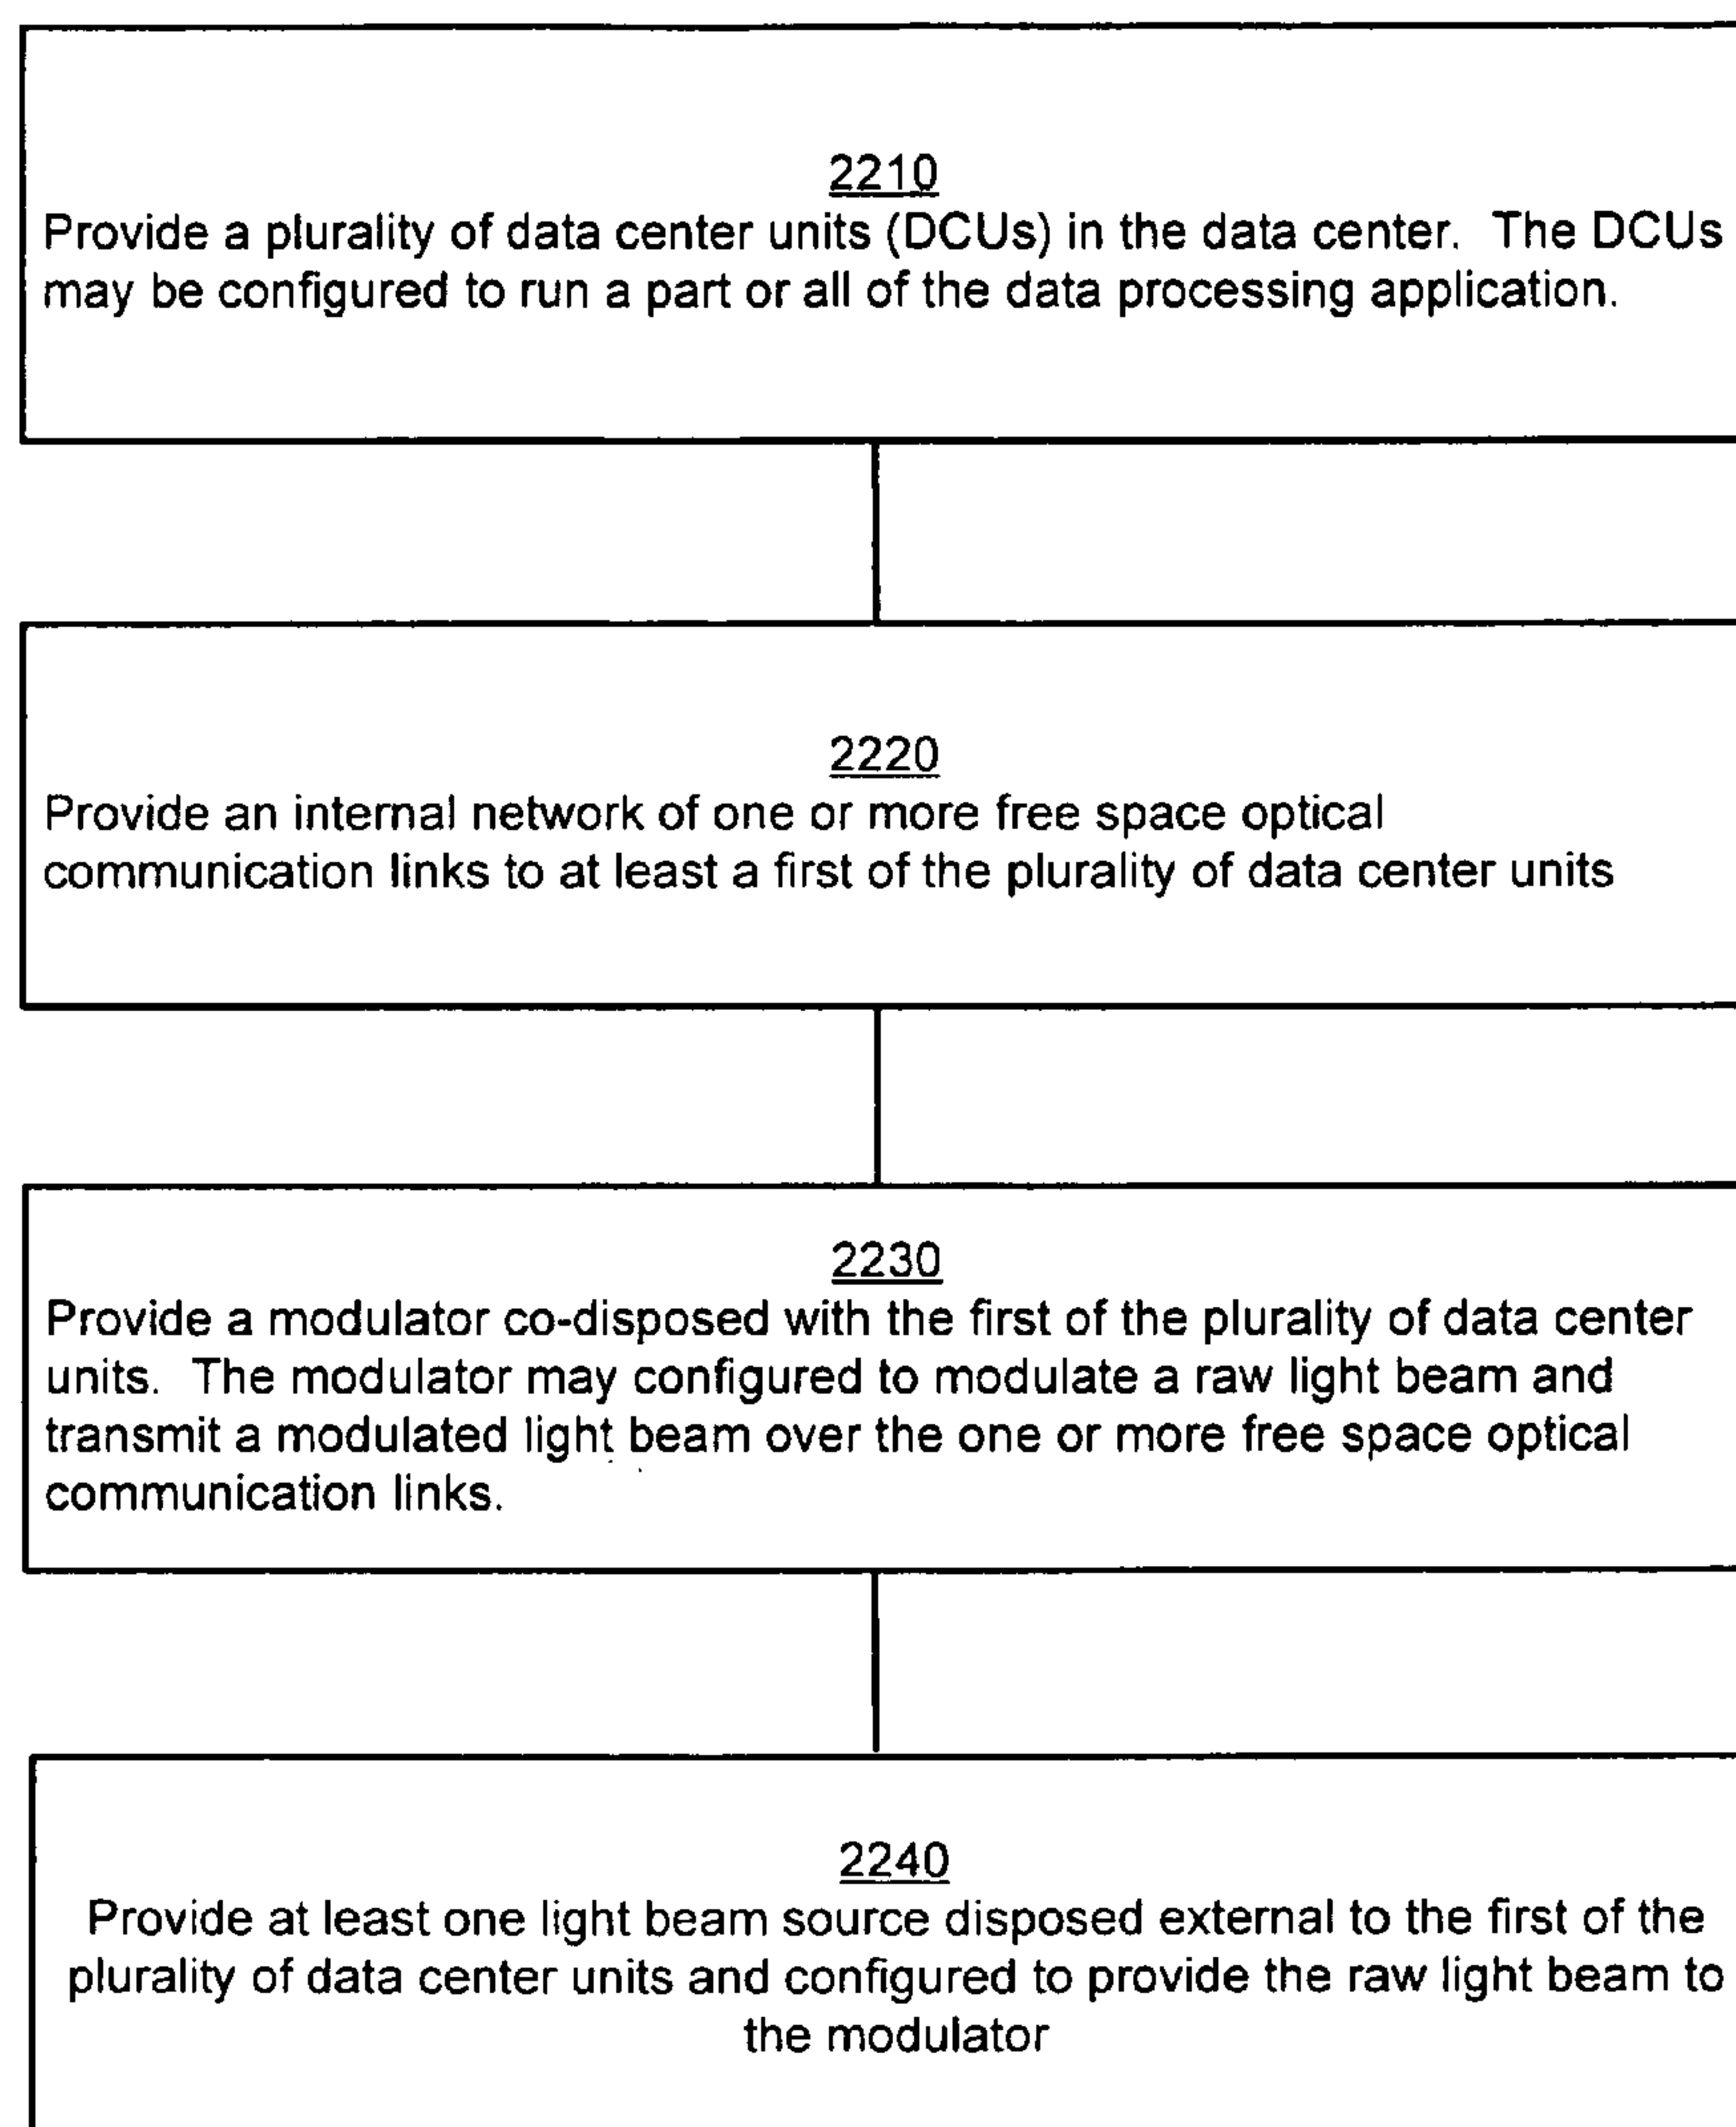 2210
Provide a plurality of data center units (DCUs) in the data center. The DCUs
may be configured to run a part or all of the data processing application.
2220
Provide an internal network of one or more free space optical
communication links to at least a first of the plurality of data center units
2230
Provide a modulator co-disposed with the first of the plurality of data center
units. The modulator may configured to modulate a raw light beam and
transmit a modulated light beam over the one or more free space optical
communication links.
2240
Provide at least one light beam source disposed external to the first of the
plurality of data center units and configured to provide the raw light beam to
the modulator